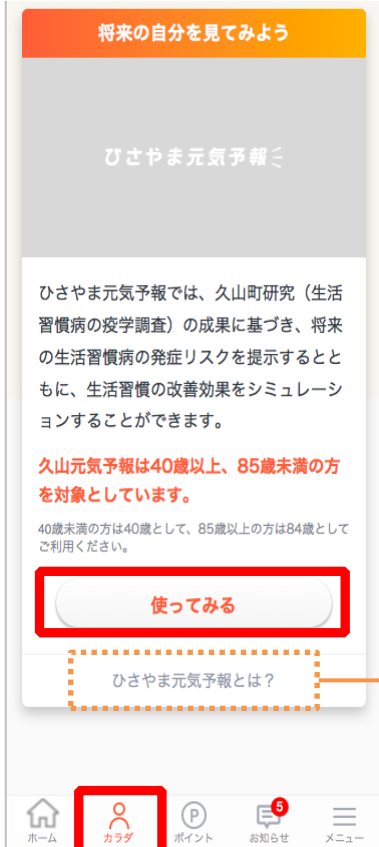 将来の自分を見てみよう
ひさやま元気予報
ひさやま元気予報では、久山町研究（生活
習慣病の疫学調査）の成果に基づき、将来
の生活習慣病の発症リスクを提示するとと
もに、生活習慣の改善効果をシミュレーシ
ョンすることができます。
久山元気予報は40歳以上、85歳未満の方
を対象としています。
40歳未満の方は40歳として、85歳以上の方は84歳として
ご利用ください。
使ってみる
ひさやま元気予報とは？
P
5
ホーム カラダ ポイント お知らせ メニュー